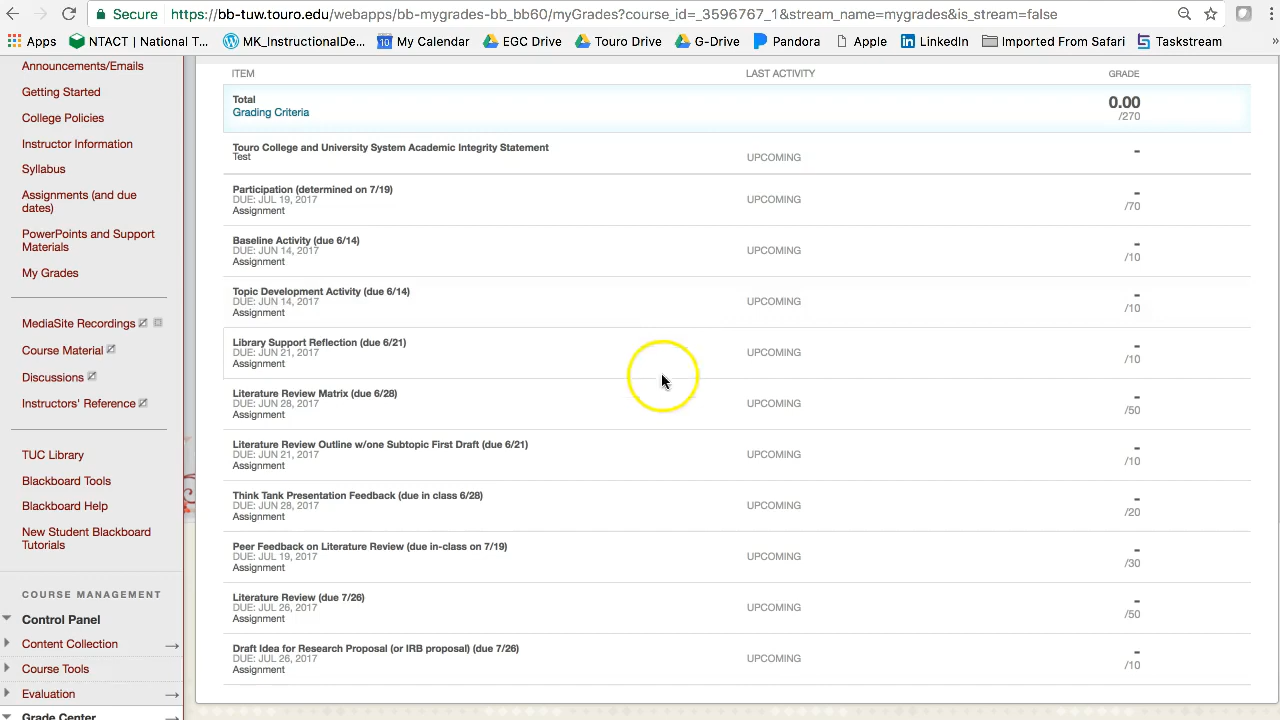 Secure https://bb-tuw.touro.edu/webapps/bb-mygrades-bb_bb60/myGrades?course_id=_3596767_1&stream_name=mygrades&is_stream=false
Apps NTACT | National T... MK_InstructionalDe... 10 My Calendar EGC Drive Touro Drive G-Drive Pandora Apple LinkedIn Imported From Safari Taskstream »
Announcements/Emails
Getting Started
College Policies
Instructor Information
Syllabus
Assignments (and due
dates)
PowerPoints and Support
Materials
My Grades
MediaSite Recordings
Course Material
Discussions
Instructors' Reference
TUC Library
Blackboard Tools
Blackboard Help
New Student Blackboard
Tutorials
COURSE MANAGEMENT
Control Panel
Content Collection
Course Tools
Evaluation
Grade Center
ITEM LAST ACTIVITY GRADE
Total 0.00
Grading Criteria /270
Touro College and University System Academic Integrity Statement -
Test UPCOMING
Participation (determined on 7/19) -
DUE: JUL 19, 2017 UPCOMING /70
Assignment
Baseline Activity (due 6/14) -
DUE: JUN 14, 2017 UPCOMING /10
Assignment
Topic Development Activity (due 6/14) -
DUE: JUN 14, 2017 UPCOMING /10
Assignment
Library Support Reflection (due 6/21) -
DUE: JUN 21, 2017 UPCOMING /10
Assignment
Literature Review Matrix (due 6/28) -
DUE: JUN 28, 2017 UPCOMING /50
Assignment
Literature Review Outline w/one Subtopic First Draft (due 6/21) -
DUE: JUN 21, 2017 UPCOMING /10
Assignment
Think Tank Presentation Feedback (due in class 6/28) -
DUE: JUN 28, 2017 UPCOMING /20
Assignment
Peer Feedback on Literature Review (due in-class on 7/19) -
DUE: JUL 19, 2017 UPCOMING /30
Assignment
Literature Review (due 7/26) -
DUE: JUL 26, 2017 UPCOMING /50
Assignment
Draft Idea for Research Proposal (or IRB proposal) (due 7/26) -
DUE: JUL 26, 2017 UPCOMING /10
Assignment